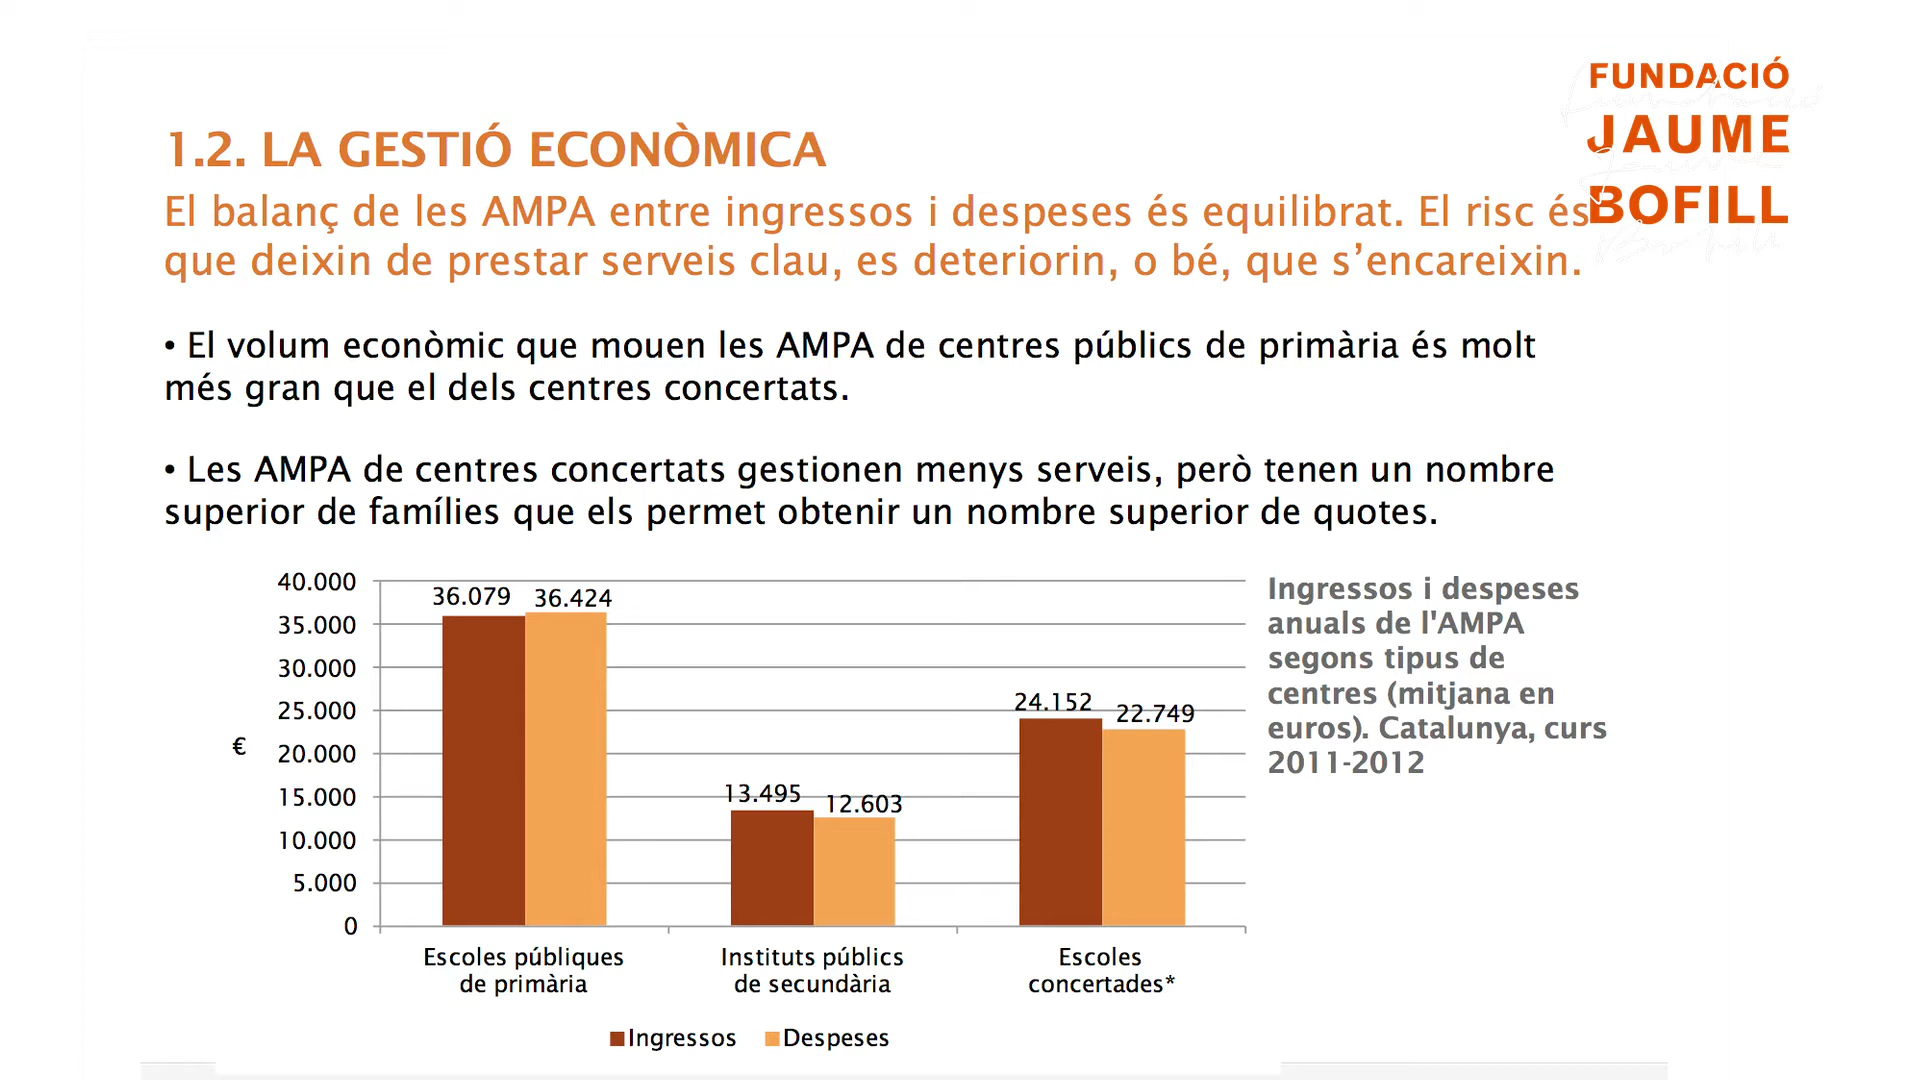 FUNDACIÓ
JAUME
BOFILL
1.2. LA GESTIÓ ECONÒMICA
El balanç de les AMPA entre ingressos i despeses és equilibrat. El risc és
que deixin de prestar serveis clau, es deteriorin, o bé, que s’encareixin.
• El volum econòmic que mouen les AMPA de centres públics de primària és molt
més gran que el dels centres concertats.
• Les AMPA de centres concertats gestionen menys serveis, però tenen un nombre
superior de famílies que els permet obtenir un nombre superior de quotes.
40.000
35.000
30.000
25.000
20.000
15.000
10.000
5.000
0
€
36.079
36.424
13.495
12.603
24.152
22.749
Escoles públiques
de primària
Instituts públics
de secundària
Escoles
concertades*
Ingressos
Despeses
Ingressos i despeses
anuals de l'AMPA
segons tipus de
centres (mitjana en
euros). Catalunya, curs
2011-2012